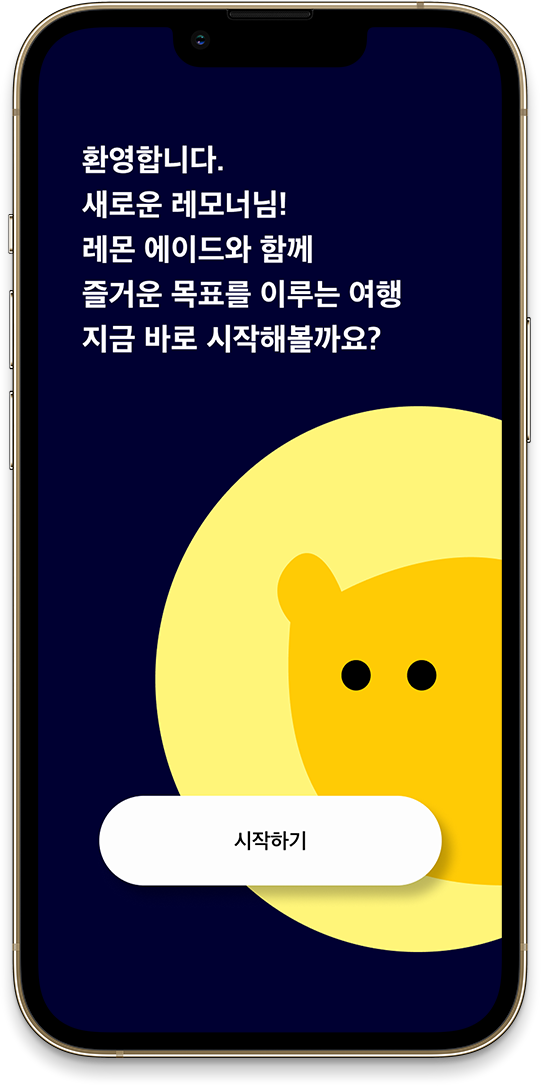 환영합니다.
새로운 레모너님!
레몬 에이드와 함께
즐거운 목표를 이루는 여행
지금 바로 시작해볼까요?
시작하기